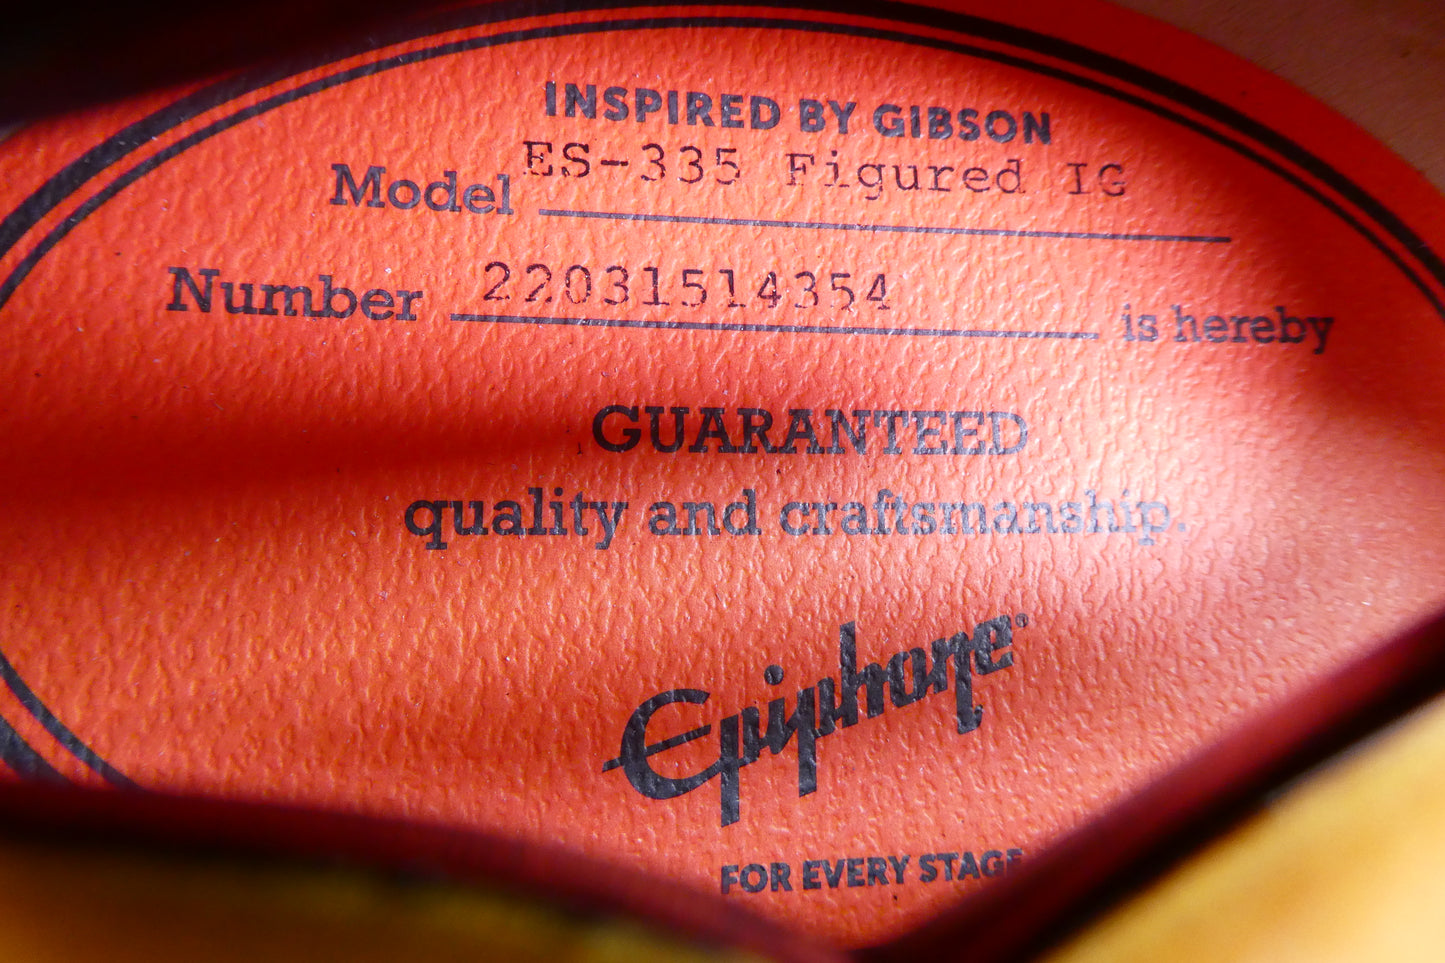 INSPIRED BY GIBSON
Model ES-335 Figured IG
Number 22031514354 is hereby
GUARANTEED
quality and craftsmanship.
Epiphone®
FOR EVERY STAGE